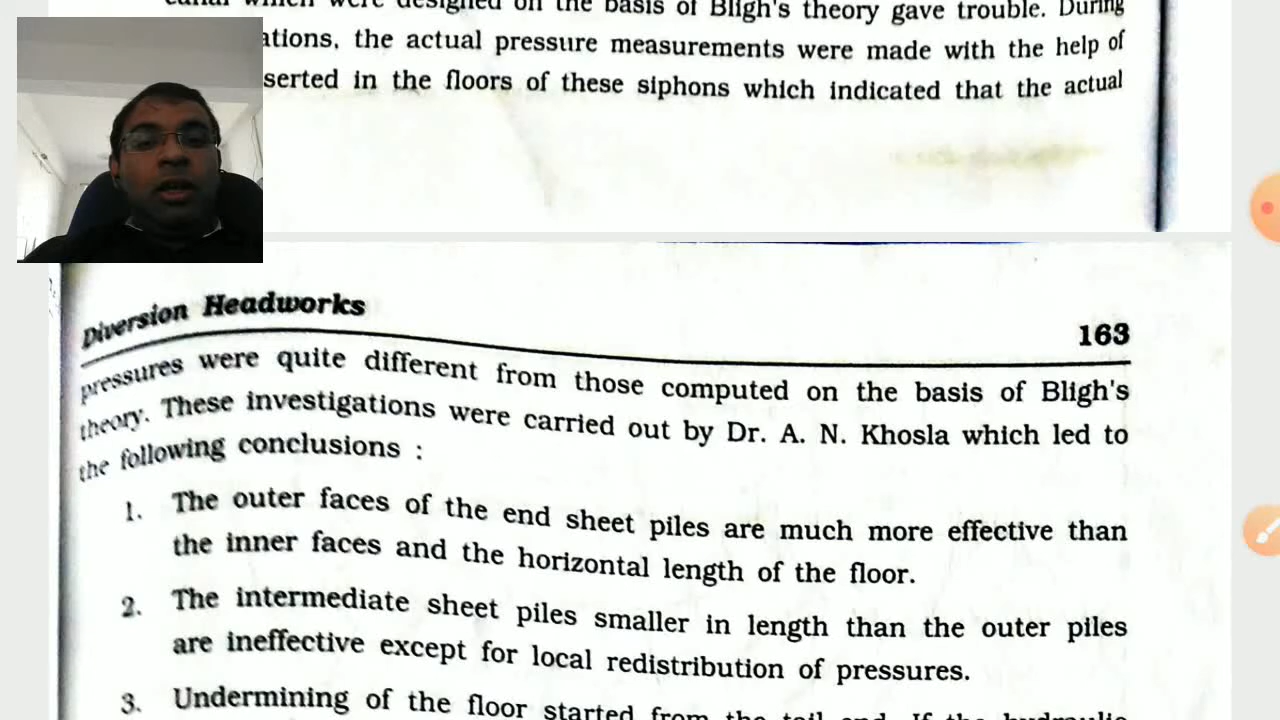 canal which were designed on the basis of Bligh's theory gave trouble. During
ations, the actual pressure measurements were made with the help of
serted in the floors of these siphons which indicated that the actual
Diversion Headworks
163
pressures were quite different from those computed on the basis of Bligh's
theory. These investigations were carried out by Dr. A. N. Khosla which led to
the following conclusions :
1. The outer faces of the end sheet piles are much more effective than
the inner faces and the horizontal length of the floor.
2. The intermediate sheet piles smaller in length than the outer piles
are ineffective except for local redistribution of pressures.
3. Undermining of the floor started from the tail end. If the hydraulic